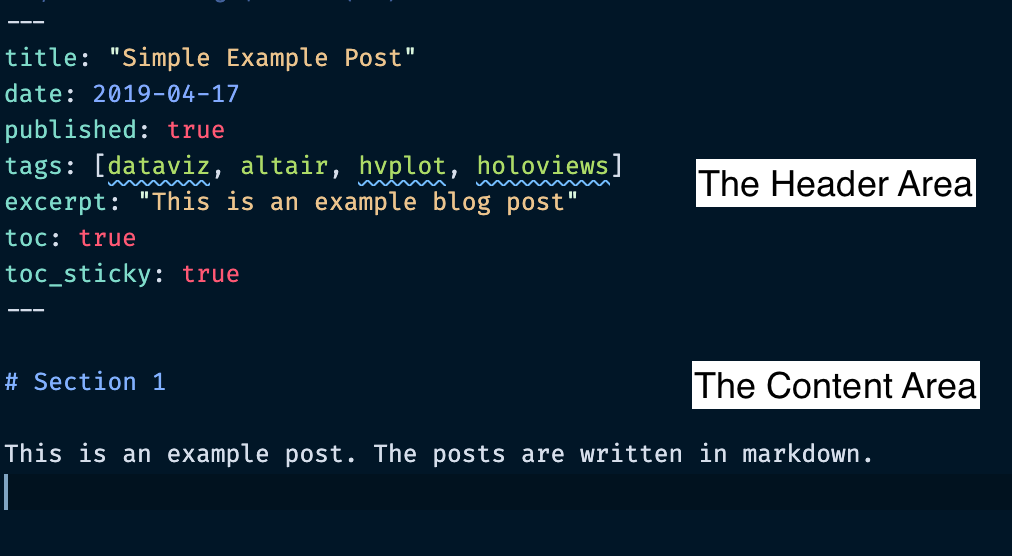 ---
title: "Simple Example Post"
date: 2019-04-17
published: true
tags: [dataviz, altair, hvplot, holoviews]
The Header Area
excerpt: "This is an example blog post"
toc: true
toc_sticky: true
---
# Section 1
The Content Area
This is an example post. The posts are written in markdown.